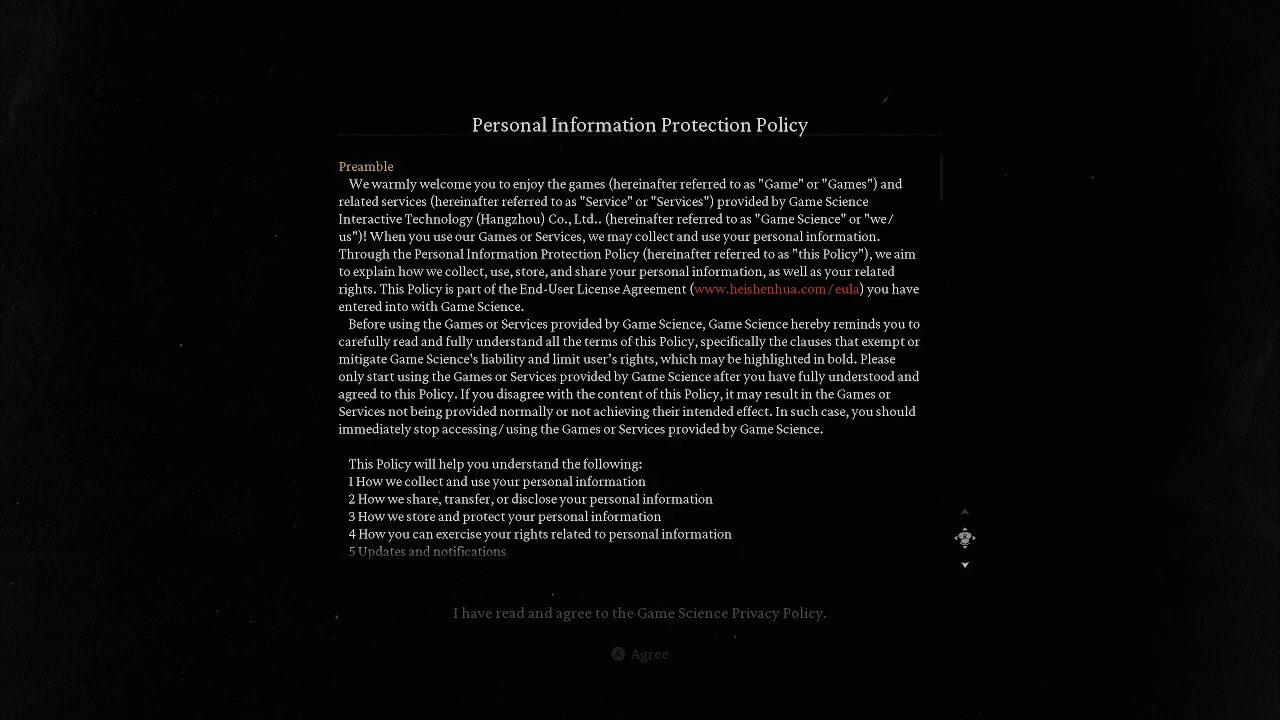 Personal Information Protection Policy
Preamble
We warmly welcome you to enjoy the games (hereinafter referred to as "Game" or "Games") and
related services (hereinafter referred to as "Service" or "Services") provided by Game Science
Interactive Technology (Hangzhou) Co., Ltd.. (hereinafter referred to as "Game Science" or "we/
us")! When you use our Games or Services, we may collect and use your personal information.
Through the Personal Information Protection Policy (hereinafter referred to as "this Policy"), we aim
to explain how we collect, use, store, and share your personal information, as well as your related
rights. This Policy is part of the End-User License Agreement (www.heishenhua.com/eula) you have
entered into with Game Science.
Before using the Games or Services provided by Game Science, Game Science hereby reminds you to
carefully read and fully understand all the terms of this Policy, specifically the clauses that exempt or
mitigate Game Science's liability and limit user's rights, which may be highlighted in bold. Please
only start using the Games or Services provided by Game Science after you have fully understood and
agreed to this Policy. If you disagree with the content of this Policy, it may result in the Games or
Services not being provided normally or not achieving their intended effect. In such case, you should
immediately stop accessing/using the Games or Services provided by Game Science.
This Policy will help you understand the following:
1 How we collect and use your personal information
2 How we share, transfer, or disclose your personal information
3 How we store and protect your personal information
4 How you can exercise your rights related to personal information
5 Updates and notifications
I have read and agree to the Game Science Privacy Policy.
A Agree